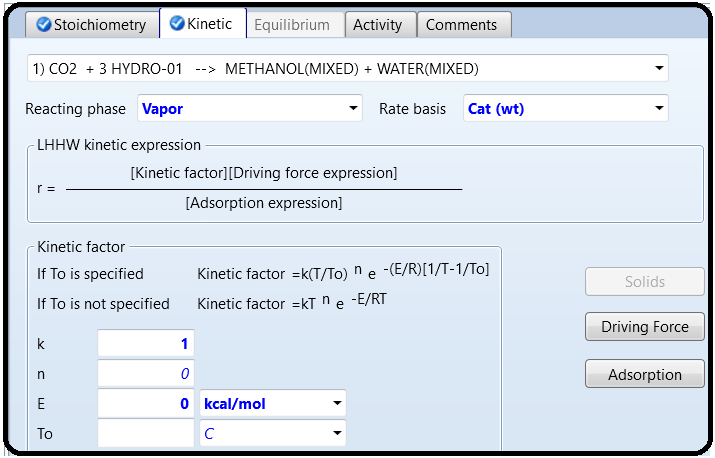 Stoichiometry Kinetic Equilibrium Activity Comments
1) CO2 + 3 HYDRO-01 --> METHANOL(MIXED) + WATER(MIXED)
Reacting phase Vapor Rate basis Cat (wt)
LHHW kinetic expression
[Kinetic factor][Driving force expression]
r =
[Adsorption expression]
Kinetic factor
If To is specified Kinetic factor =k(T/To) n e -(E/R)[1/T-1/To]
If To is not specified Kinetic factor =kT n e -E/RT
Solids
Driving Force
k 1
n 0
Adsorption
E 0 kcal/mol
To C